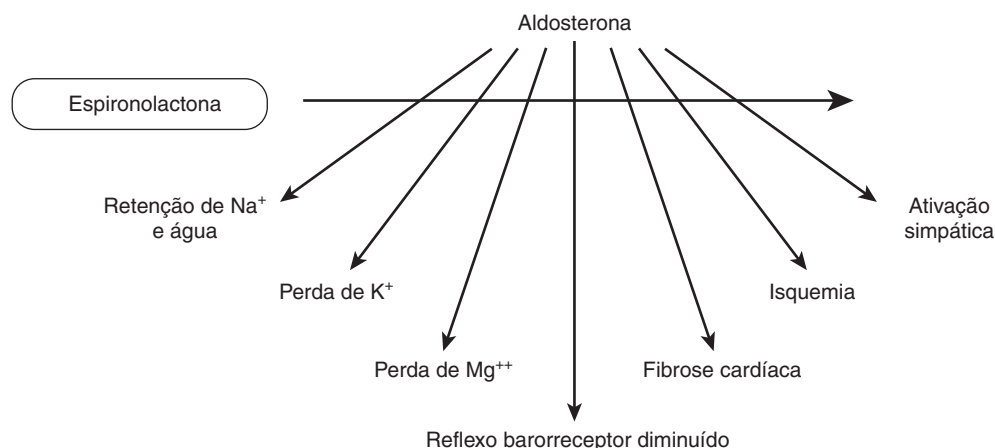 Aldosterona
Espironolactona
Retenção de Na⁺
e água
Ativação
simpática
Perda de K⁺
Isquemia
Perda de Mg⁺⁺
Fibrose cardíaca
Reflexo barorreceptor diminuído